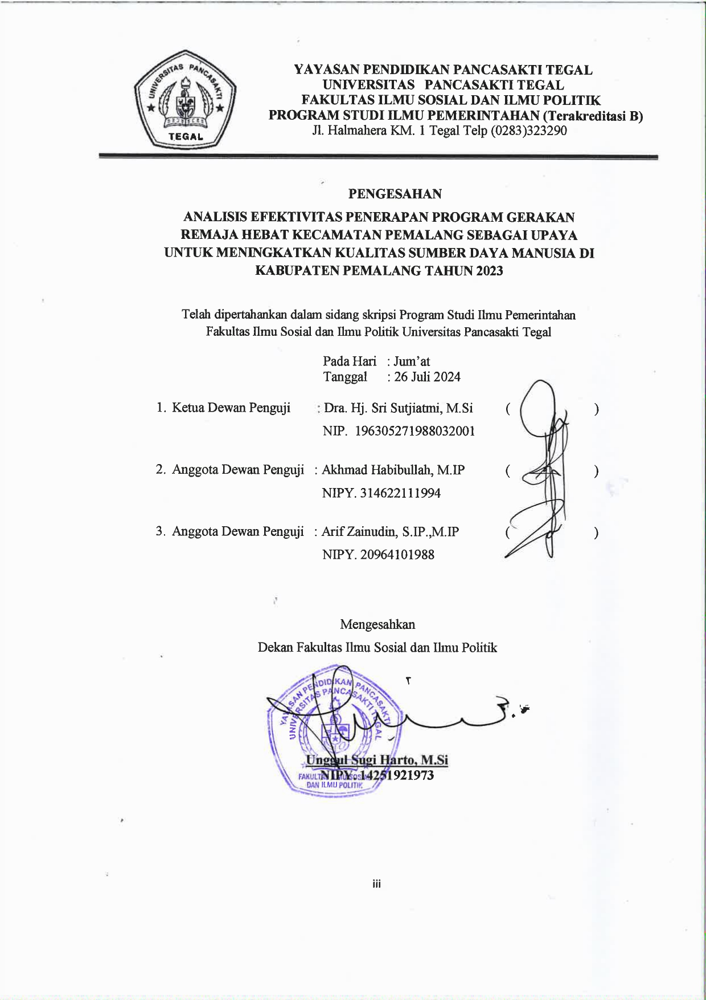 UNIVERSITAS PANCASAKTI
TEGAL
YAYASAN PENDIDIKAN PANCASAKTI TEGAL
UNIVERSITAS PANCASAKTI TEGAL
FAKULTAS ILMU SOSIAL DAN ILMU POLITIK
PROGRAM STUDI ILMU PEMERINTAHAN (Terakreditasi B)
Jl. Halmahera KM. 1 Tegal Telp (0283)323290
PENGESAHAN
ANALISIS EFEKTIVITAS PENERAPAN PROGRAM GERAKAN
REMAJA HEBAT KECAMATAN PEMALANG SEBAGAI UPAYA
UNTUK MENINGKATKAN KUALITAS SUMBER DAYA MANUSIA DI
KABUPATEN PEMALANG TAHUN 2023
Telah dipertahankan dalam sidang skripsi Program Studi Ilmu Pemerintahan
Fakultas Ilmu Sosial dan Ilmu Politik Universitas Pancasakti Tegal
Pada Hari : Jum'at
Tanggal : 26 Juli 2024
1. Ketua Dewan Penguji : Dra. Hj. Sri Sutjiatmi, M.Si ( )
NIP. 196305271988032001
2. Anggota Dewan Penguji : Akhmad Habibullah, M.IP ( )
NIPY. 314622111994
3. Anggota Dewan Penguji : Arif Zainudin, S.IP.,M.IP ( )
NIPY. 20964101988
Mengesahkan
Dekan Fakultas Ilmu Sosial dan Ilmu Politik
YAYASAN PENDIDIKAN PANCASAKTI
UNIVERSITAS PANCASAKTI TEGAL
Unggul Sugi Harto, M.Si
NIPY. 14251921973
FAKULTAS ILMU SOSIAL
DAN ILMU POLITIK
iii